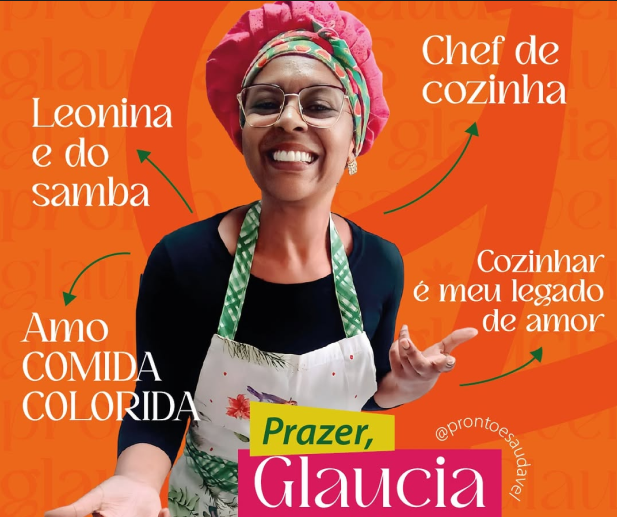 Chef de
cozinha
Leonina
e do
samba
Cozinhar
é meu legado
de amor
Amo
COMIDA
COLORIDA
Prazer,
Glaucia
@prontoesaudavel